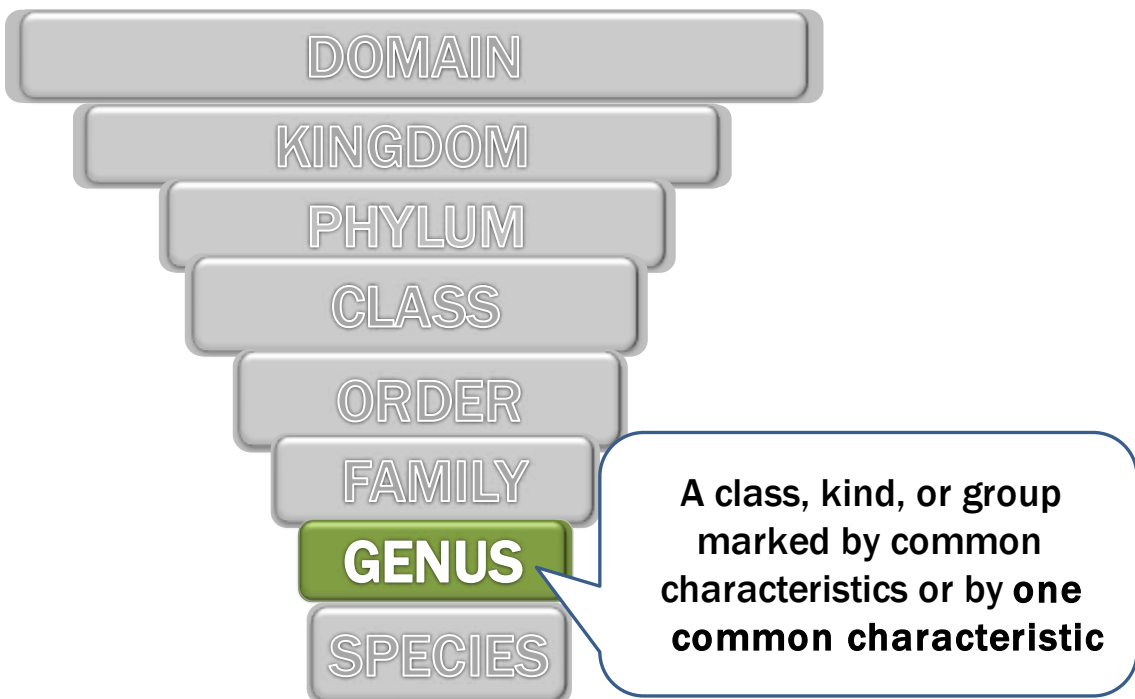 DOMAIN
KINGDOM
PHYLUM
CLASS
ORDER
FAMILY
GENUS
SPECIES
A class, kind, or group
marked by common
characteristics or by one
common characteristic